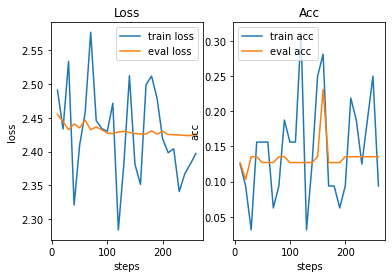 Loss
Acc
train loss
eval loss
train acc
eval acc
loss
acc
2.55
2.50
2.45
2.40
2.35
2.30
0.30
0.25
0.20
0.15
0.10
0.05
0
100
200
0
100
200
steps
steps